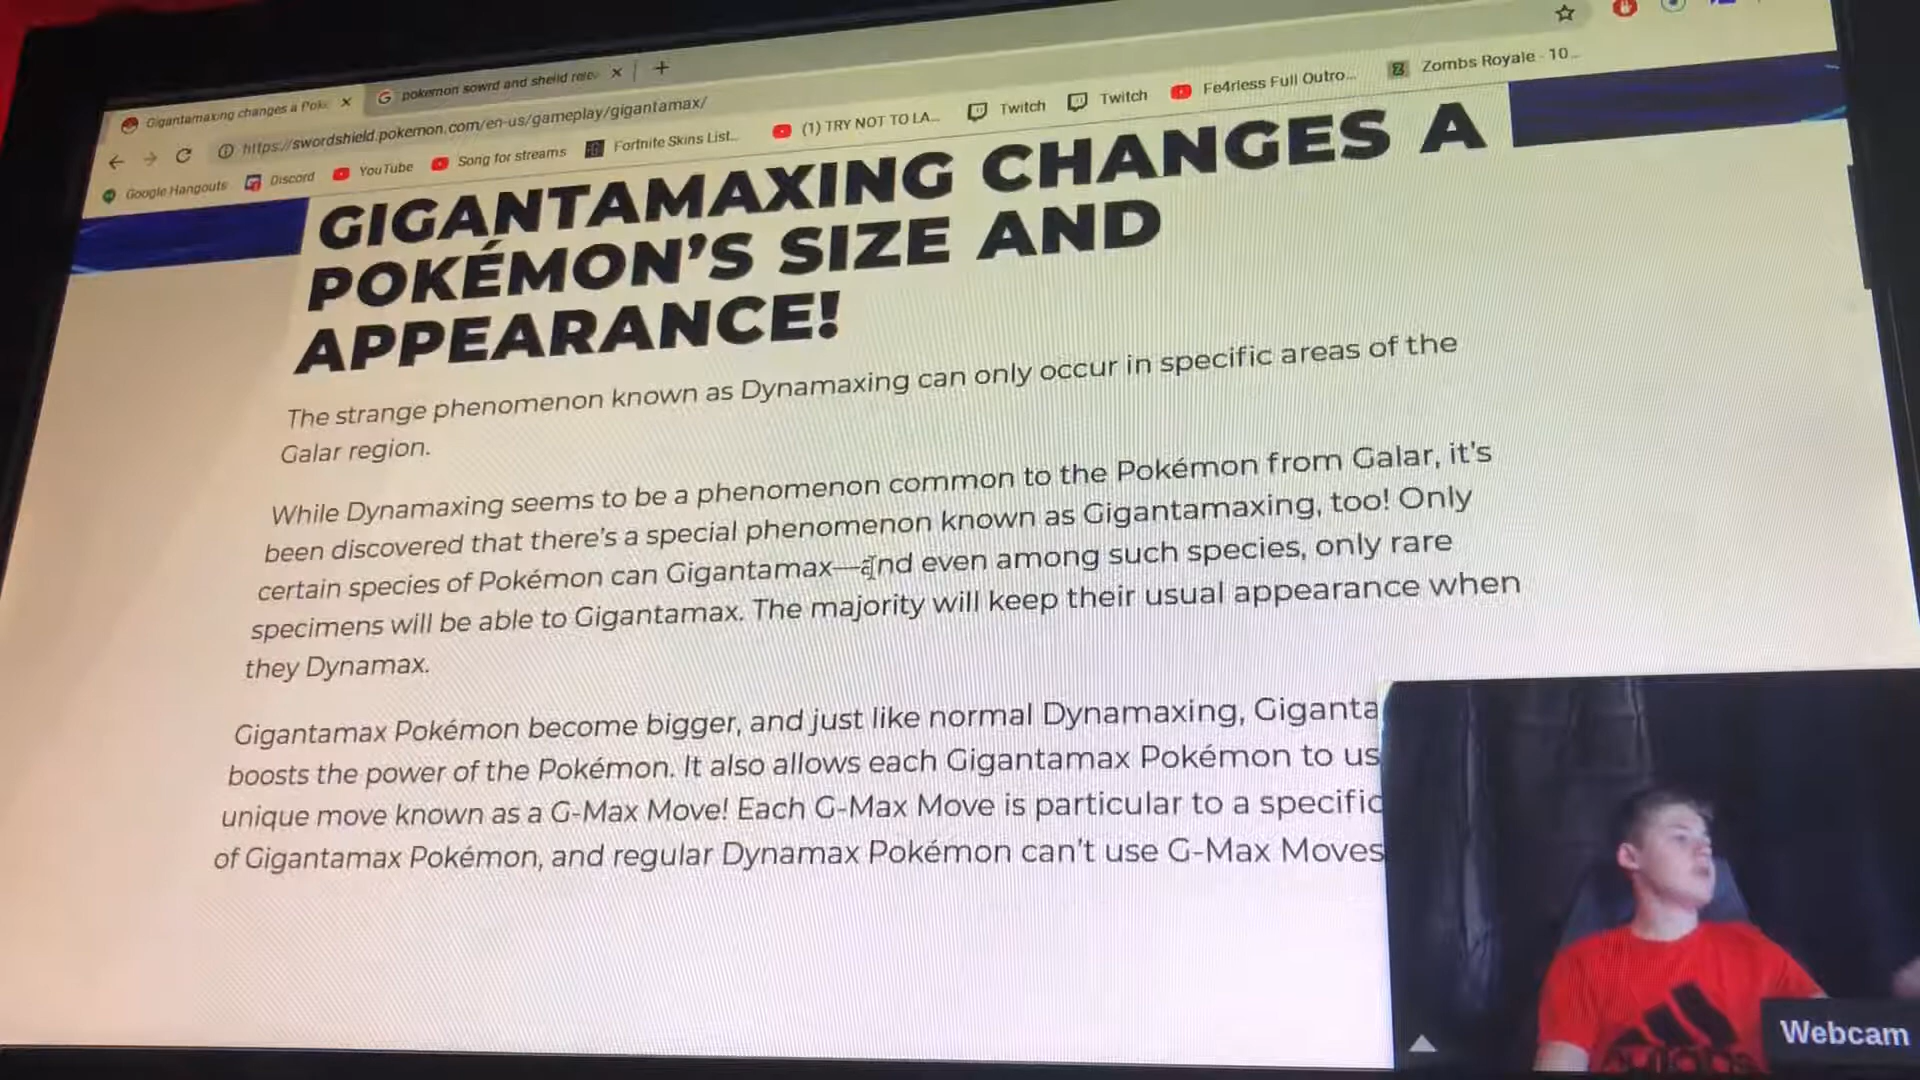 Gigantamaxing changes a Pok
pokemon sowrd and sheild rele
https://swordshield.pokemon.com/en-us/gameplay/gigantamax/
Google Hangouts
Discord
YouTube
Song for streams
Fortnite Skins List...
(1) TRY NOT TO LA...
Twitch
Twitch
Fe4rless Full Outro...
Zombs Royale - 10...
GIGANTAMAXING CHANGES A
POKÉMON'S SIZE AND
APPEARANCE!
The strange phenomenon known as Dynamaxing can only occur in specific areas of the
Galar region.
While Dynamaxing seems to be a phenomenon common to the Pokémon from Galar, it's
been discovered that there's a special phenomenon known as Gigantamaxing, too! Only
certain species of Pokémon can Gigantamax—and even among such species, only rare
specimens will be able to Gigantamax. The majority will keep their usual appearance when
they Dynamax.
Gigantamax Pokémon become bigger, and just like normal Dynamaxing, Giganta
boosts the power of the Pokémon. It also allows each Gigantamax Pokémon to us
unique move known as a G-Max Move! Each G-Max Move is particular to a specific
of Gigantamax Pokémon, and regular Dynamax Pokémon can't use G-Max Moves
Webcam
adidas